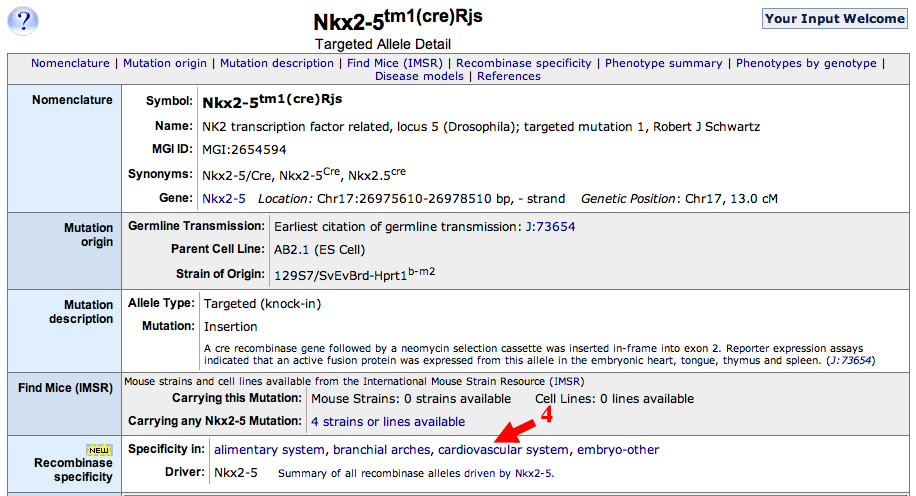 ?
Nkx2-5tm1(cre)Rjs
Your Input Welcome
Targeted Allele Detail
Nomenclature | Mutation origin | Mutation description | Find Mice (IMSR) | Recombinase specificity | Phenotype summary | Phenotypes by genotype |
Disease models | References
Nomenclature
Symbol: Nkx2-5tm1(cre)Rjs
Name: NK2 transcription factor related, locus 5 (Drosophila); targeted mutation 1, Robert J Schwartz
MGI ID: MGI:2654594
Synonyms: Nkx2-5/Cre, Nkx2-5Cre, Nkx2.5cre
Gene: Nkx2-5 Location: Chr17:26975610-26978510 bp, - strand Genetic Position: Chr17, 13.0 cM
Mutation origin
Germline Transmission: Earliest citation of germline transmission: J:73654
Parent Cell Line: AB2.1 (ES Cell)
Strain of Origin: 129S7/SvEvBrd-Hprt1b-m2
Mutation description
Allele Type: Targeted (knock-in)
Mutation: Insertion
A cre recombinase gene followed by a neomycin selection cassette was inserted in-frame into exon 2. Reporter expression assays
indicated that an active fusion protein was expressed from this allele in the embryonic heart, tongue, thymus and spleen. (J:73654)
Find Mice (IMSR)
Mouse strains and cell lines available from the International Mouse Strain Resource (IMSR)
Carrying this Mutation: Mouse Strains: 0 strains available Cell Lines: 0 lines available
Carrying any Nkx2-5 Mutation: 4 strains or lines available
4
NEW
Recombinase specificity
Specificity in: alimentary system, branchial arches, cardiovascular system, embryo-other
Driver: Nkx2-5 Summary of all recombinase alleles driven by Nkx2-5.